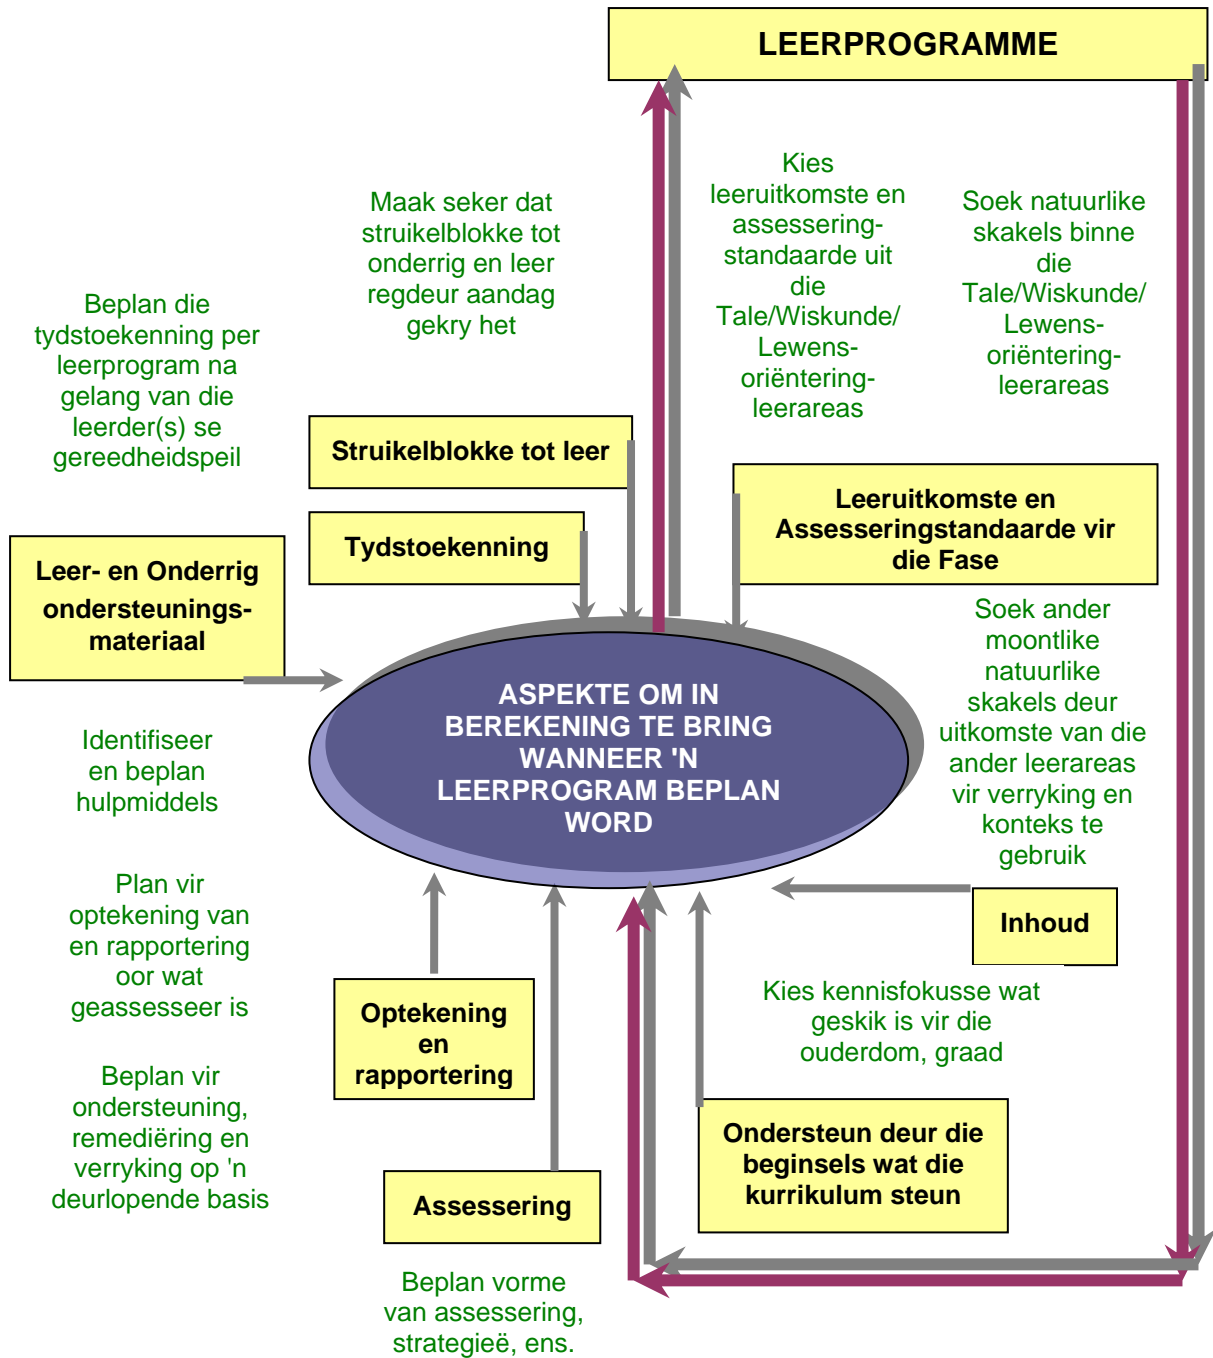 LEERPROGRAMME
Kies
leeruitkomste en
assessering-
standaarde uit
die
Tale/Wiskunde/
Lewens-
oriëntering-
leerareas
Soek natuurlike
skakels binne
die
Tale/Wiskunde/
Lewens-
oriëntering-
leerareas
Maak seker dat
struikelblokke tot
onderrig en leer
regdeur aandag
gekry het
Beplan die
tydstoekenning per
leerprogram na
gelang van die
leerder(s) se
gereedheidspeil
Struikelblokke tot leer
Tydstoekenning
Leeruitkomste en
Assesseringstandaarde vir
die Fase
Leer- en Onderrig
ondersteunings-
materiaal
Soek ander
moontlike
natuurlike
skakels deur
uitkomste van die
ander leerareas
vir verryking en
konteks te
gebruik
ASPEKTE OM IN
BEREKENING TE BRING
WANNEER 'N
LEERPROGRAM BEPLAN
WORD
Identifiseer
en beplan
hulpmiddels
Plan vir
optekening van
en rapportering
oor wat
geassesseer is
Inhoud
Kies kennisfokusse wat
geskik is vir die
ouderdom, graad
Optekening
en
rapportering
Beplan vir
ondersteuning,
remediëring en
verryking op 'n
deurlopende basis
Ondersteun deur die
beginsels wat die
kurrikulum steun
Assessering
Beplan vorme
van assessering,
strategieë, ens.